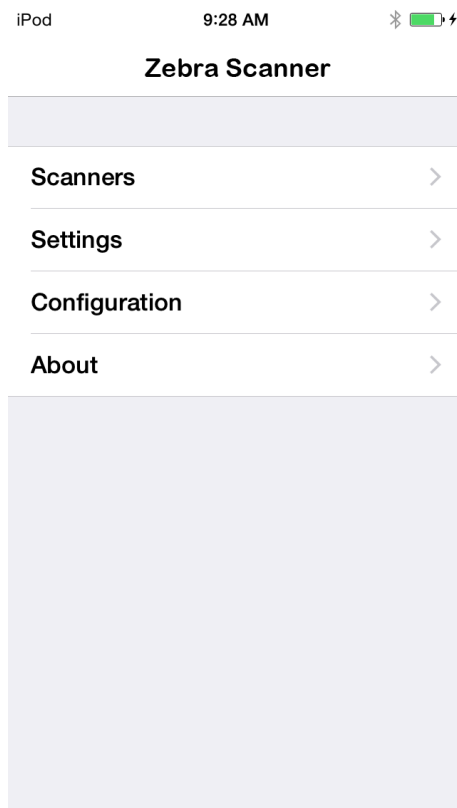 iPod 9:28 AM
Zebra Scanner
Scanners
Settings
Configuration
About